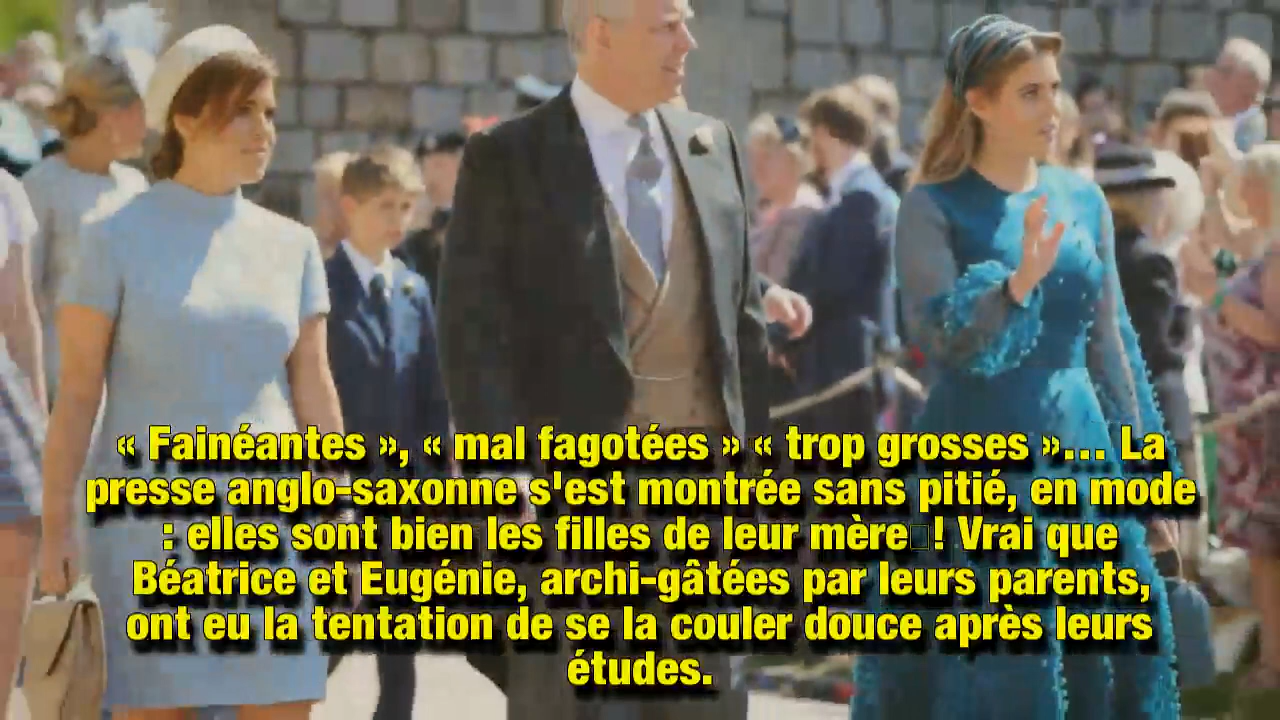 « Fainéantes », « mal fagotées » « trop grosses »… La
presse anglo-saxonne s'est montrée sans pitié, en mode
: elles sont bien les filles de leur mère ! Vrai que
Béatrice et Eugénie, archi-gâtées par leurs parents,
ont eu la tentation de se la couler douce après leurs
études.